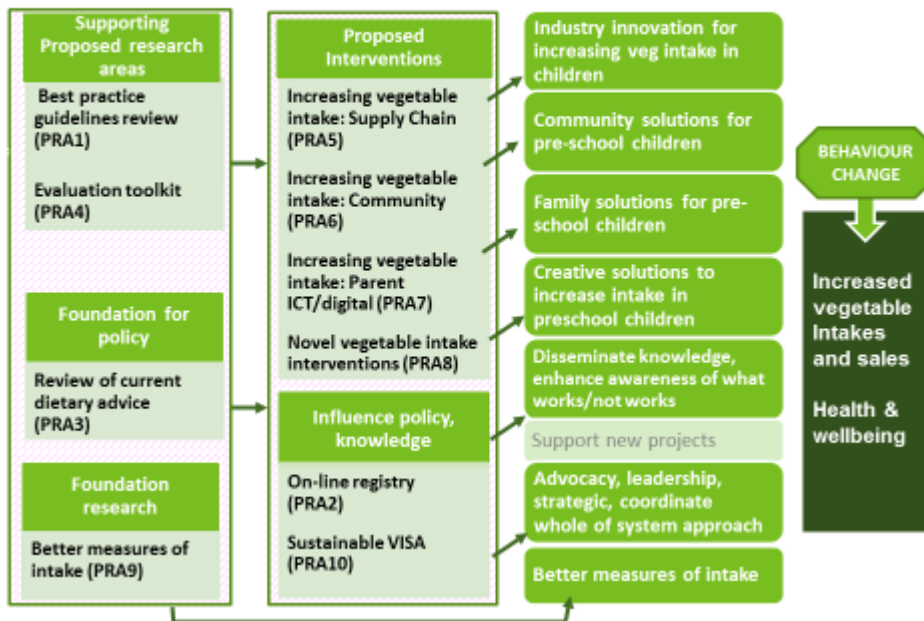 Supporting
Proposed research
areas
Best practice
guidelines review
(PRA1)
Evaluation toolkit
(PRA4)
Foundation for
policy
Review of current
dietary advice
(PRA3)
Foundation
research
Better measures of
intake (PRA9)
Proposed
Interventions
Increasing vegetable
intake: Supply Chain
(PRA5)
Increasing vegetable
intake: Community
(PRA6)
Increasing vegetable
intake: Parent
ICT/digital (PRA7)
Novel vegetable intake
interventions (PRA8)
Influence policy,
knowledge
On-line registry
(PRA2)
Sustainable VISA
(PRA10)
Industry innovation for
increasing veg intake in
children
Community solutions for
pre-school children
Family solutions for pre-
school children
Creative solutions to
increase intake in
preschool children
Disseminate knowledge,
enhance awareness of what
works/not works
Support new projects
Advocacy, leadership,
strategic, coordinate
whole of system approach
Better measures of intake
BEHAVIOUR
CHANGE
Increased
vegetable
Intakes
and sales
Health &
wellbeing